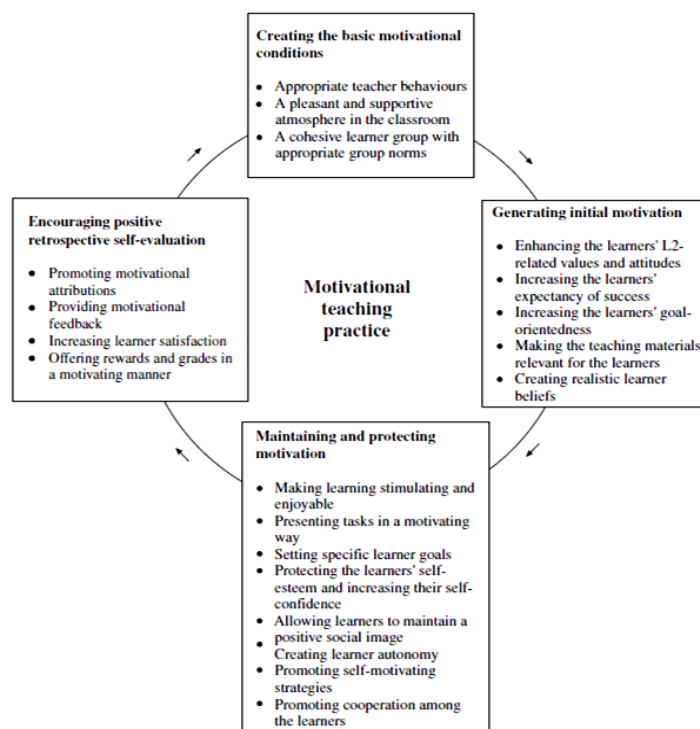 Creating the basic motivational
conditions
• Appropriate teacher behaviours
• A pleasant and supportive
atmosphere in the classroom
• A cohesive learner group with
appropriate group norms
Generating initial motivation
• Enhancing the learners' L2-
related values and attitudes
• Increasing the learners'
expectancy of success
• Increasing the learners' goal-
orientedness
• Making the teaching materials
relevant for the learners
• Creating realistic learner
beliefs
Encouraging positive
retrospective self-evaluation
• Promoting motivational
attributions
• Providing motivational
feedback
• Increasing learner satisfaction
• Offering rewards and grades in
a motivating manner
Motivational
teaching
practice
Maintaining and protecting
motivation
• Making learning stimulating and
enjoyable
• Presenting tasks in a motivating
way
• Setting specific learner goals
• Protecting the learners' self-
esteem and increasing their self-
confidence
• Allowing learners to maintain a
positive social image
• Creating learner autonomy
• Promoting self-motivating
strategies
• Promoting cooperation among
the learners